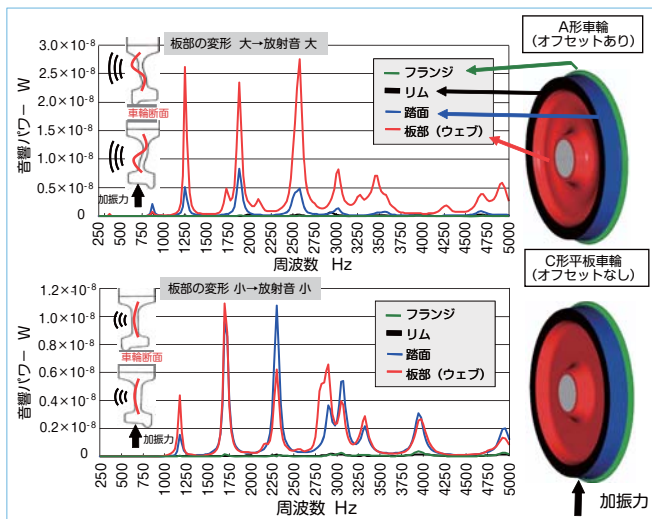 板部の変形 大→放射音 大
A形車輪
(オフセットあり)
音響パワー W
3.0×10⁻⁸
2.5×10⁻⁸
2.0×10⁻⁸
1.5×10⁻⁸
1.0×10⁻⁸
0.5×10⁻⁸
0
車輪断面
加振力
フランジ
リム
踏面
板部(ウェブ)
250 500 750 1000 1250 1500 1750 2000 2250 2500 2750 3000 3250 3500 3750 4000 4250 4500 4750 5000
周波数 Hz
板部の変形 小→放射音 小
C形平板車輪
(オフセットなし)
音響パワー W
1.2×10⁻⁸
1.0×10⁻⁸
0.8×10⁻⁸
0.6×10⁻⁸
0.4×10⁻⁸
0.2×10⁻⁸
0
車輪断面
加振力
フランジ
リム
踏面
板部(ウェブ)
250 500 750 1000 1250 1500 1750 2000 2250 2500 2750 3000 3250 3500 3750 4000 4250 4500 4750 5000
周波数 Hz
加振力